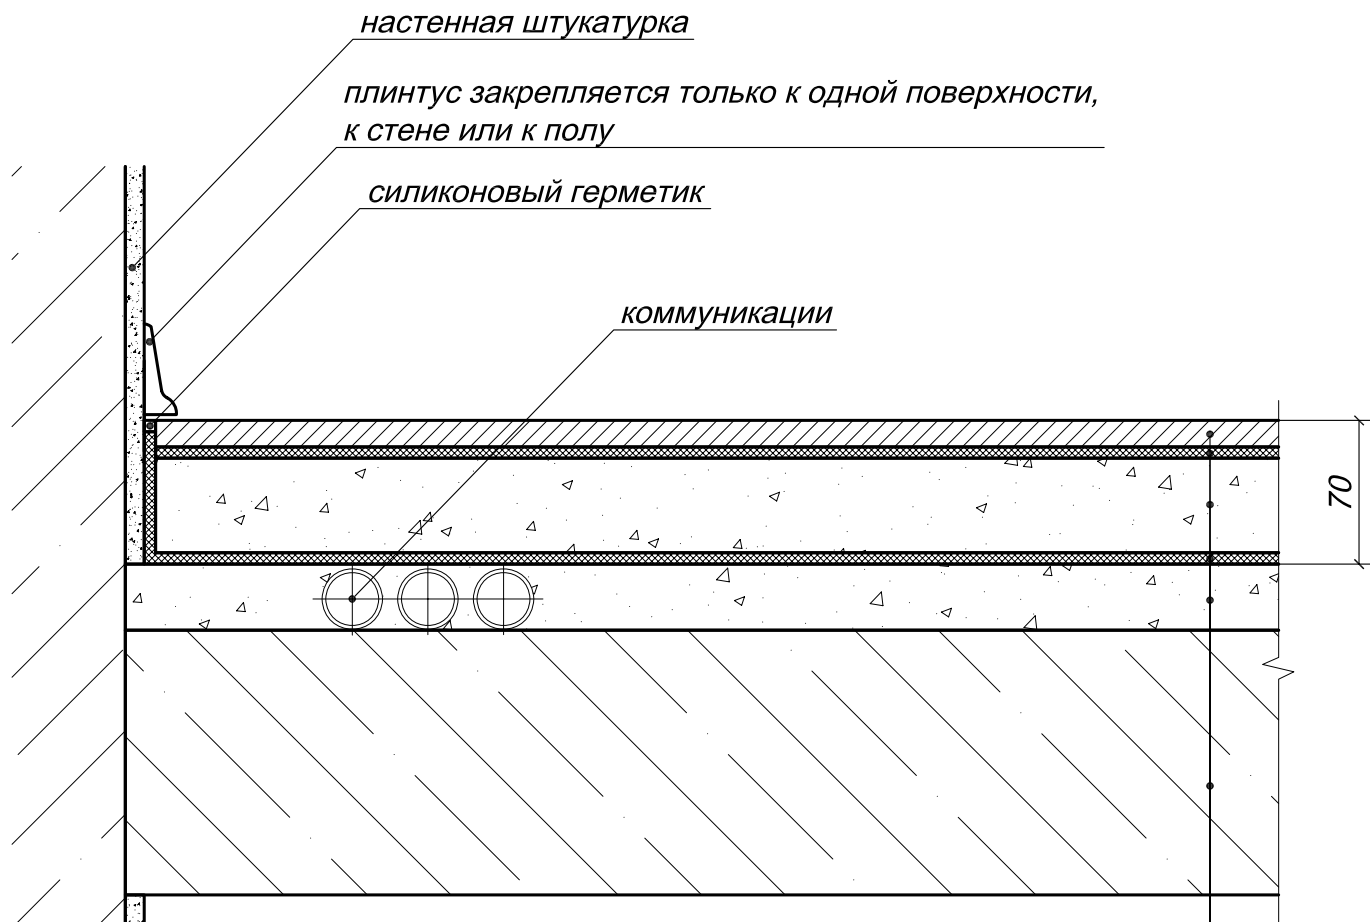 настенная штукатурка
плинтус закрепляется только к одной поверхности,
к стене или к полу
силиконовый герметик
коммуникации
70